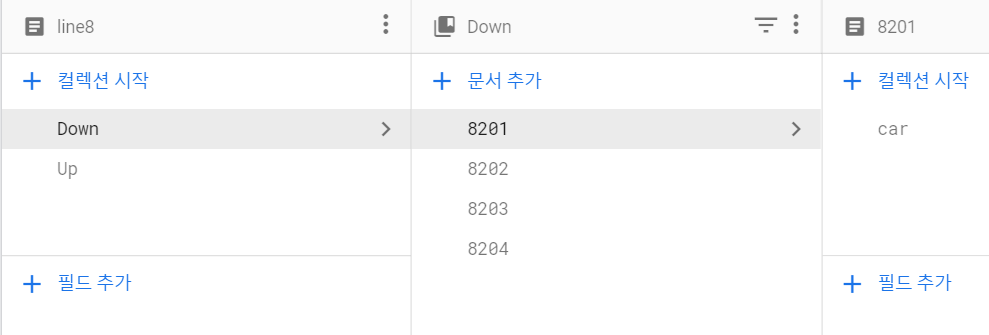 line8
컬렉션 시작
Down
Up
필드 추가
Down
문서 추가
8201
8202
8203
8204
8201
컬렉션 시작
car
필드 추가